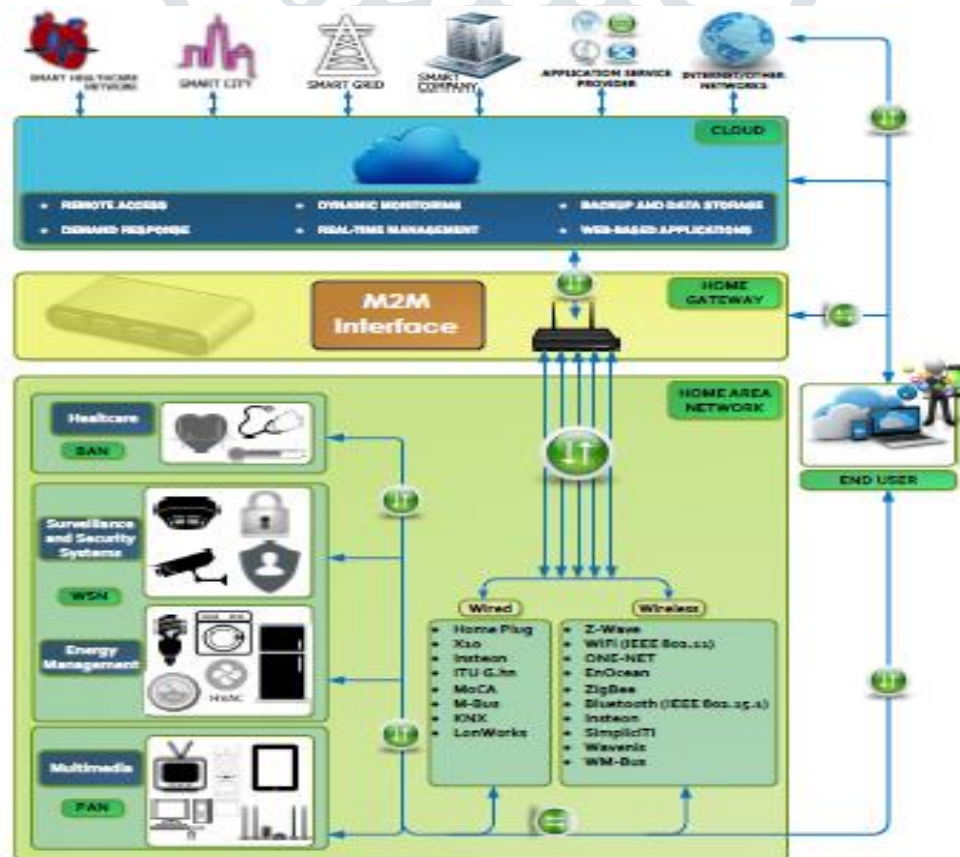 SMART HEALTHCARE
NETWORK
SMART CITY
SMART GRID
SMART
COMPANY
APPLICATION SERVICE
PROVIDER
INTERNET/OTHER
NETWORKS
CLOUD
• REMOTE ACCESS
• DYNAMIC MONITORING
• BACKUP AND DATA STORAGE
• DEMAND RESPONSE
• REAL-TIME MANAGEMENT
• WEB-BASED APPLICATIONS
HOME
GATEWAY
M2M
Interface
HOME AREA
NETWORK
Healtcare
BAN
Surveillance
and Security
Systems
WSN
Energy
Management
HVAC
Multimedia
PAN
END USER
Wired
• Home Plug
• X10
• Insteon
• ITU G.hn
• MoCA
• M-Bus
• KNX
• LonWorks
Wireless
• Z-Wave
• WiFi (IEEE 802.11)
• ONE-NET
• EnOcean
• ZigBee
• Bluetooth (IEEE 802.15.1)
• Insteon
• SimpliciTI
• Wavenis
• WM-Bus